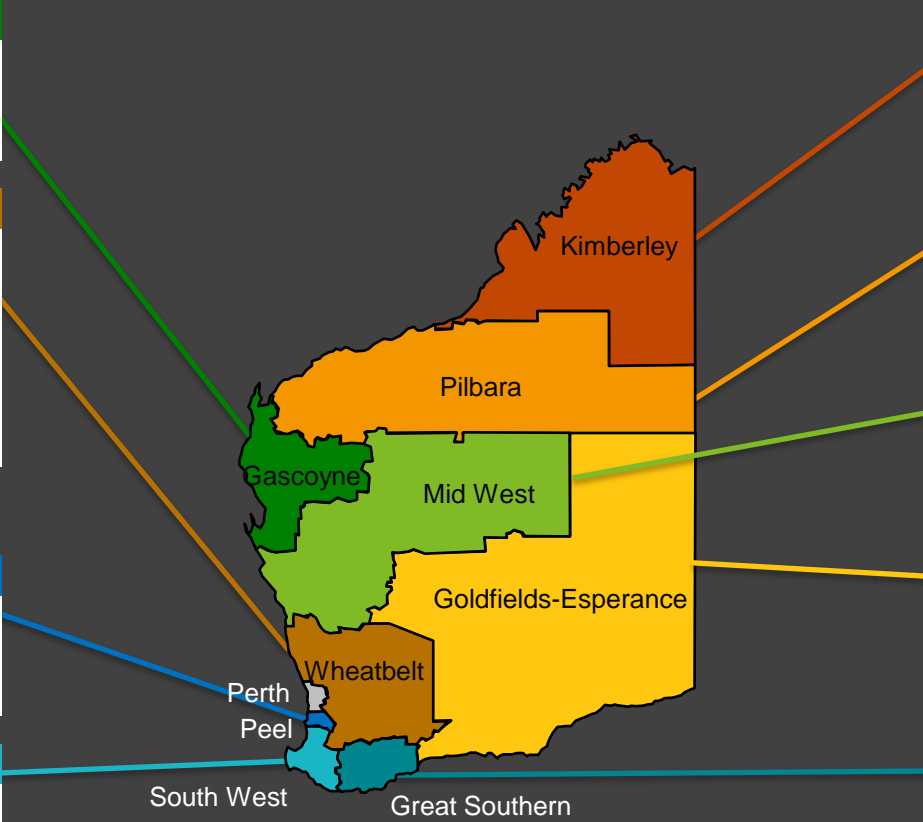 Kimberley
Pilbara
Gascoyne
Mid West
Goldfields-Esperance
Wheatbelt
Perth
Peel
South West
Great Southern